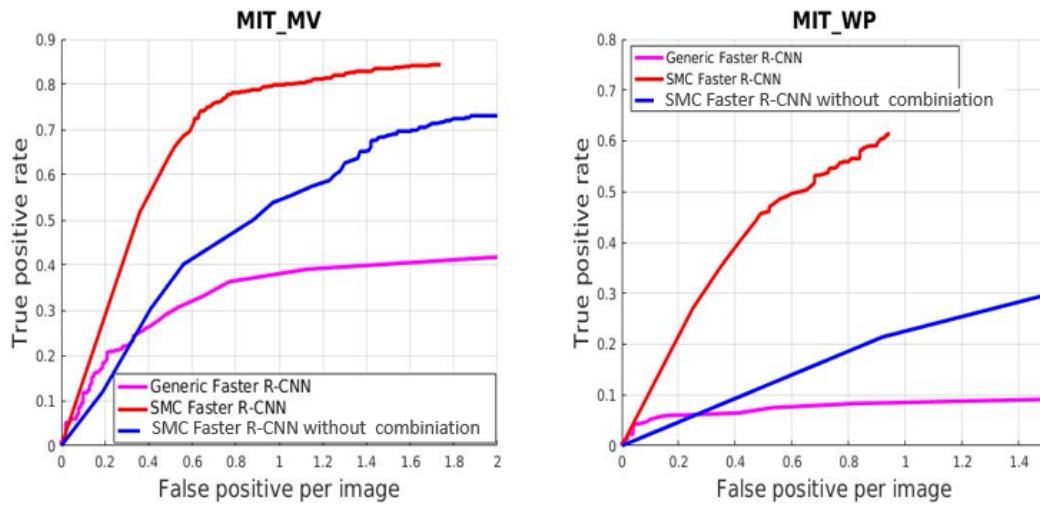 MIT_MV
0.9
0.8
0.7
0.6
0.5
0.4
0.3
0.2
0.1
0
True positive rate
Generic Faster R-CNN
SMC Faster R-CNN
SMC Faster R-CNN without combiniation
0 0.2 0.4 0.6 0.8 1 1.2 1.4 1.6 1.8 2
False positive per image
MIT_WP
0.8
0.7
0.6
0.5
0.4
0.3
0.2
0.1
0
True positive rate
Generic Faster R-CNN
SMC Faster R-CNN
SMC Faster R-CNN without combiniation
0 0.2 0.4 0.6 0.8 1 1.2 1.4
False positive per image